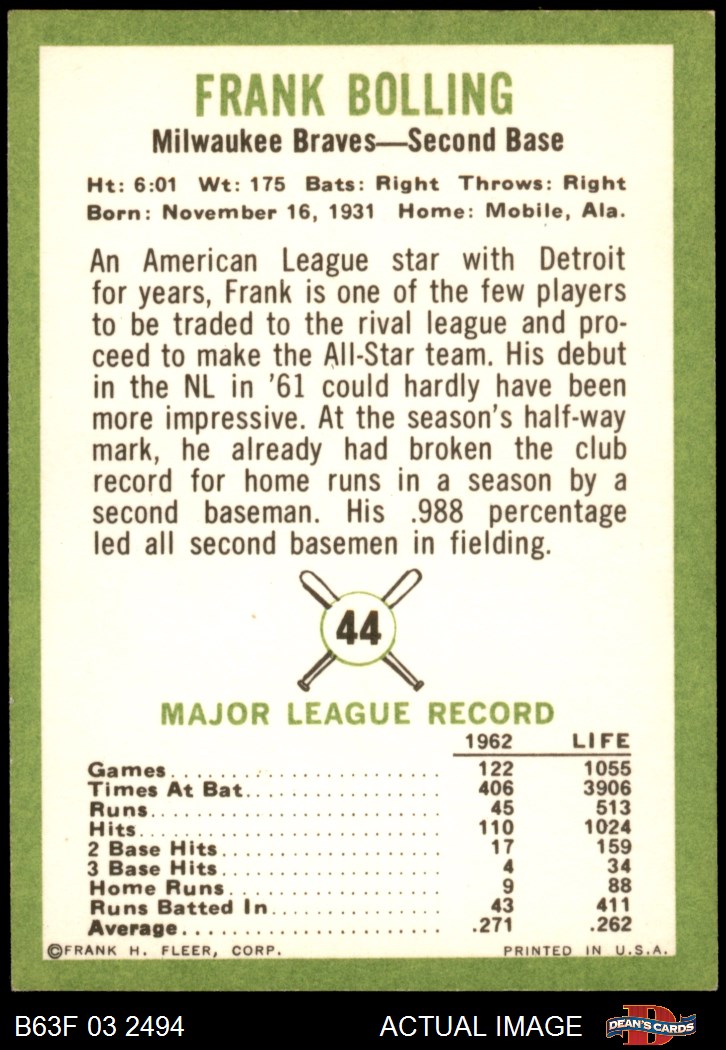 FRANK BOLLING
Milwaukee Braves—Second Base
Ht: 6:01 Wt: 175 Bats: Right Throws: Right
Born: November 16, 1931 Home: Mobile, Ala.
An American League star with Detroit
for years, Frank is one of the few players
to be traded to the rival league and pro-
ceed to make the All-Star team. His debut
in the NL in '61 could hardly have been
more impressive. At the season's half-way
mark, he already had broken the club
record for home runs in a season by a
second baseman. His .988 percentage
led all second basemen in fielding.
44
MAJOR LEAGUE RECORD
1962 LIFE
Games 122 1055
Times At Bat 406 3906
Runs 45 513
Hits 110 1024
2 Base Hits 17 159
3 Base Hits 4 34
Home Runs 9 88
Runs Batted In 43 411
Average .271 .262
©FRANK H. FLEER, CORP. PRINTED IN U.S.A.
B63F 03 2494 ACTUAL IMAGE D DEAN'S CARDS